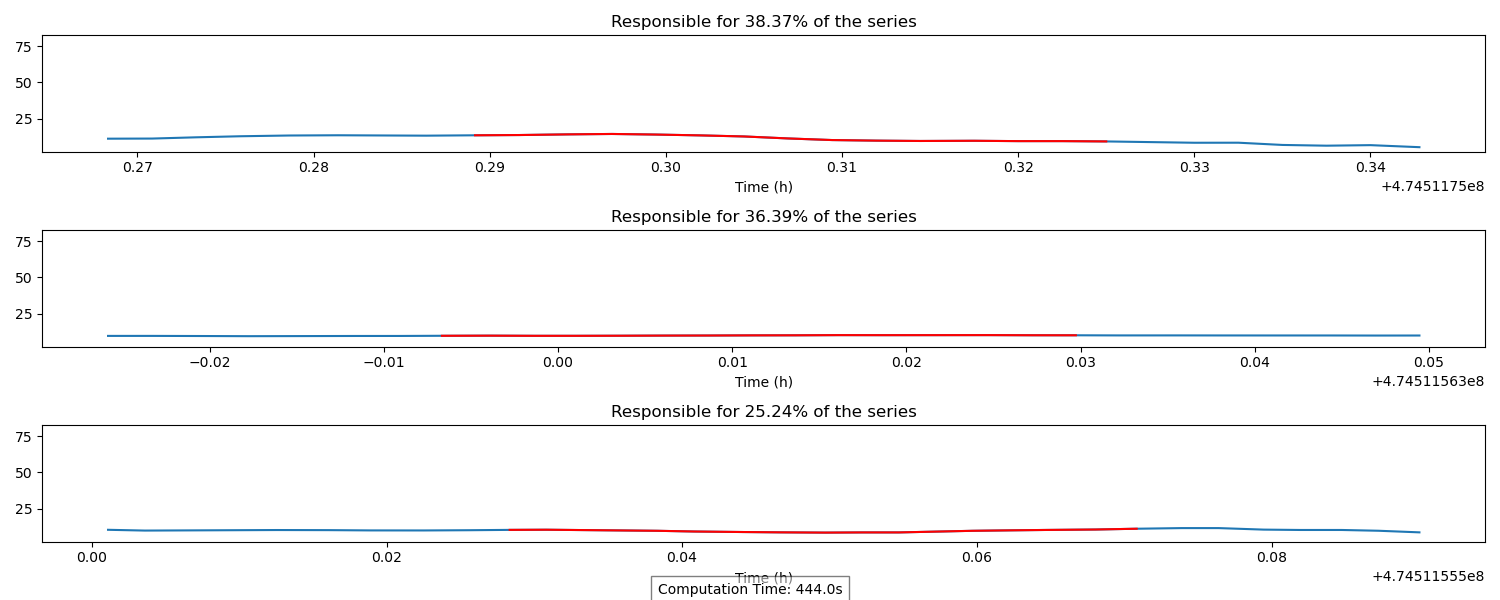 Responsible for 38.37% of the series
75
50
25
0.27 0.28 0.29 0.30 0.31 0.32 0.33 0.34
Time (h)
+4.7451175e8
Responsible for 36.39% of the series
75
50
25
−0.02 −0.01 0.00 0.01 0.02 0.03 0.04 0.05
Time (h)
+4.74511563e8
Responsible for 25.24% of the series
75
50
25
0.00 0.02 0.04 0.06 0.08
Time (h)
+4.74511555e8
Computation Time: 444.0s